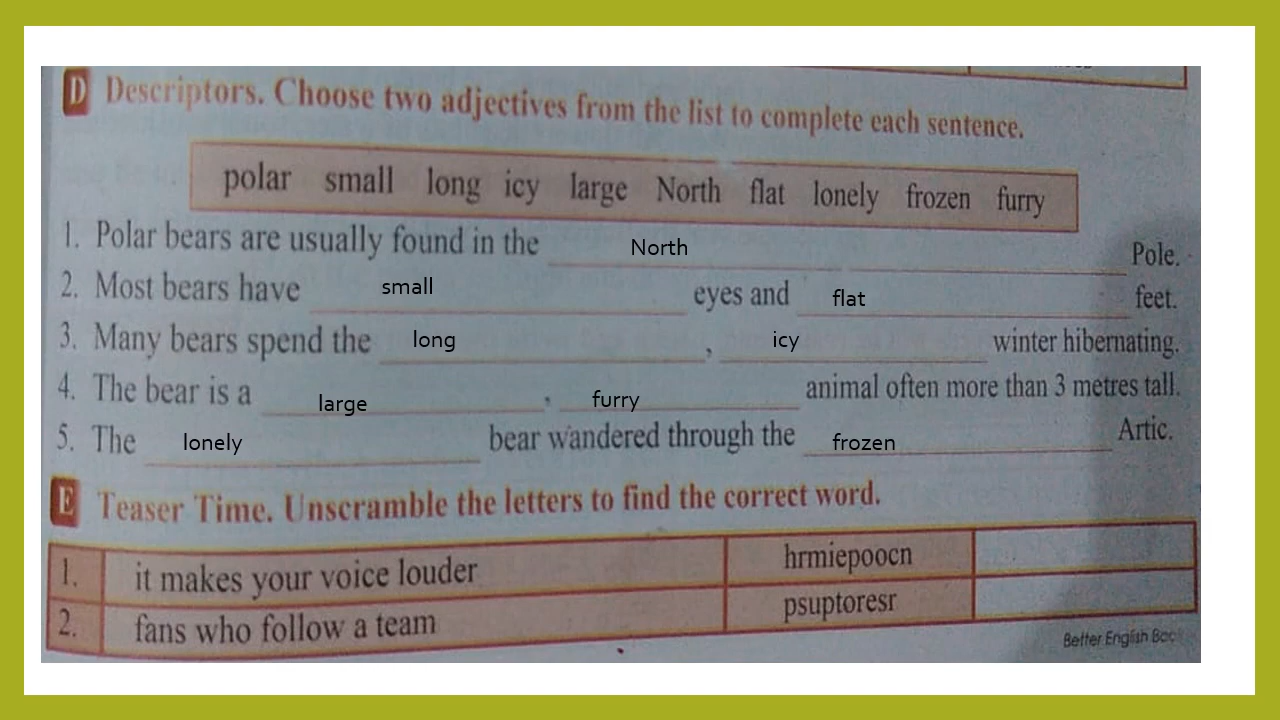 D Descriptors. Choose two adjectives from the list to complete each sentence.
polar small long icy large North flat lonely frozen furry
1. Polar bears are usually found in the North Pole.
2. Most bears have small eyes and flat feet.
3. Many bears spend the long , icy winter hibernating.
4. The bear is a large , furry animal often more than 3 metres tall.
5. The lonely bear wandered through the frozen Artic.
E Teaser Time. Unscramble the letters to find the correct word.
1. it makes your voice louder hrmiepoocn
2. fans who follow a team psuptoresr
Better English